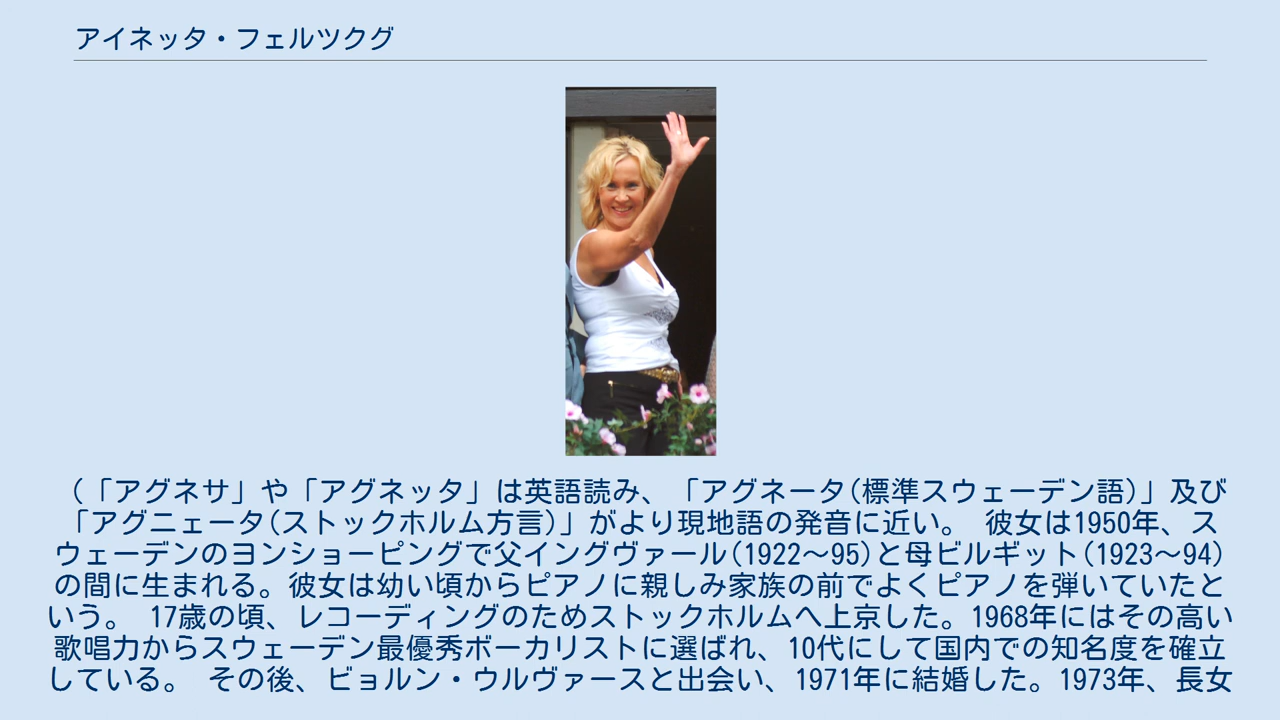 アイネッタ・フェルツクグ
（「アグネサ」や「アグネッタ」は英語読み、「アグネータ(標準スウェーデン語)」及び
「アグニェータ(ストックホルム方言)」がより現地語の発音に近い。 彼女は1950年、ス
ウェーデンのヨンショーピングで父イングヴァール(1922〜95)と母ビルギット(1923〜94)
の間に生まれる。彼女は幼い頃からピアノに親しみ家族の前でよくピアノを弾いていたと
いう。 17歳の頃、レコーディングのためストックホルムへ上京した。1968年にはその高い
歌唱力からスウェーデン最優秀ボーカリストに選ばれ、10代にして国内での知名度を確立
している。 その後、ビョルン・ウルヴァースと出会い、1971年に結婚した。1973年、長女